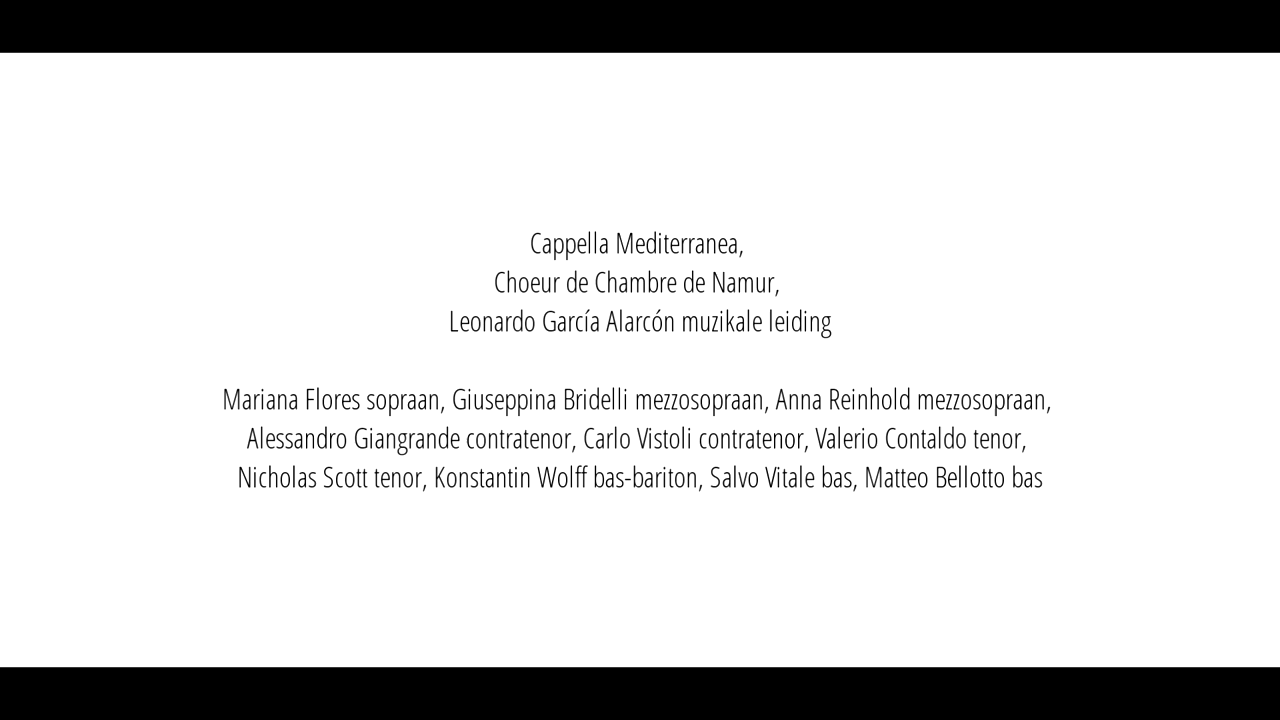 Cappella Mediterranea,
Choeur de Chambre de Namur,
Leonardo García Alarcón muzikale leiding
Mariana Flores sopraan, Giuseppina Bridelli mezzosopraan, Anna Reinhold mezzosopraan,
Alessandro Giangrande contratenor, Carlo Vistoli contratenor, Valerio Contaldo tenor,
Nicholas Scott tenor, Konstantin Wolff bas-bariton, Salvo Vitale bas, Matteo Bellotto bas